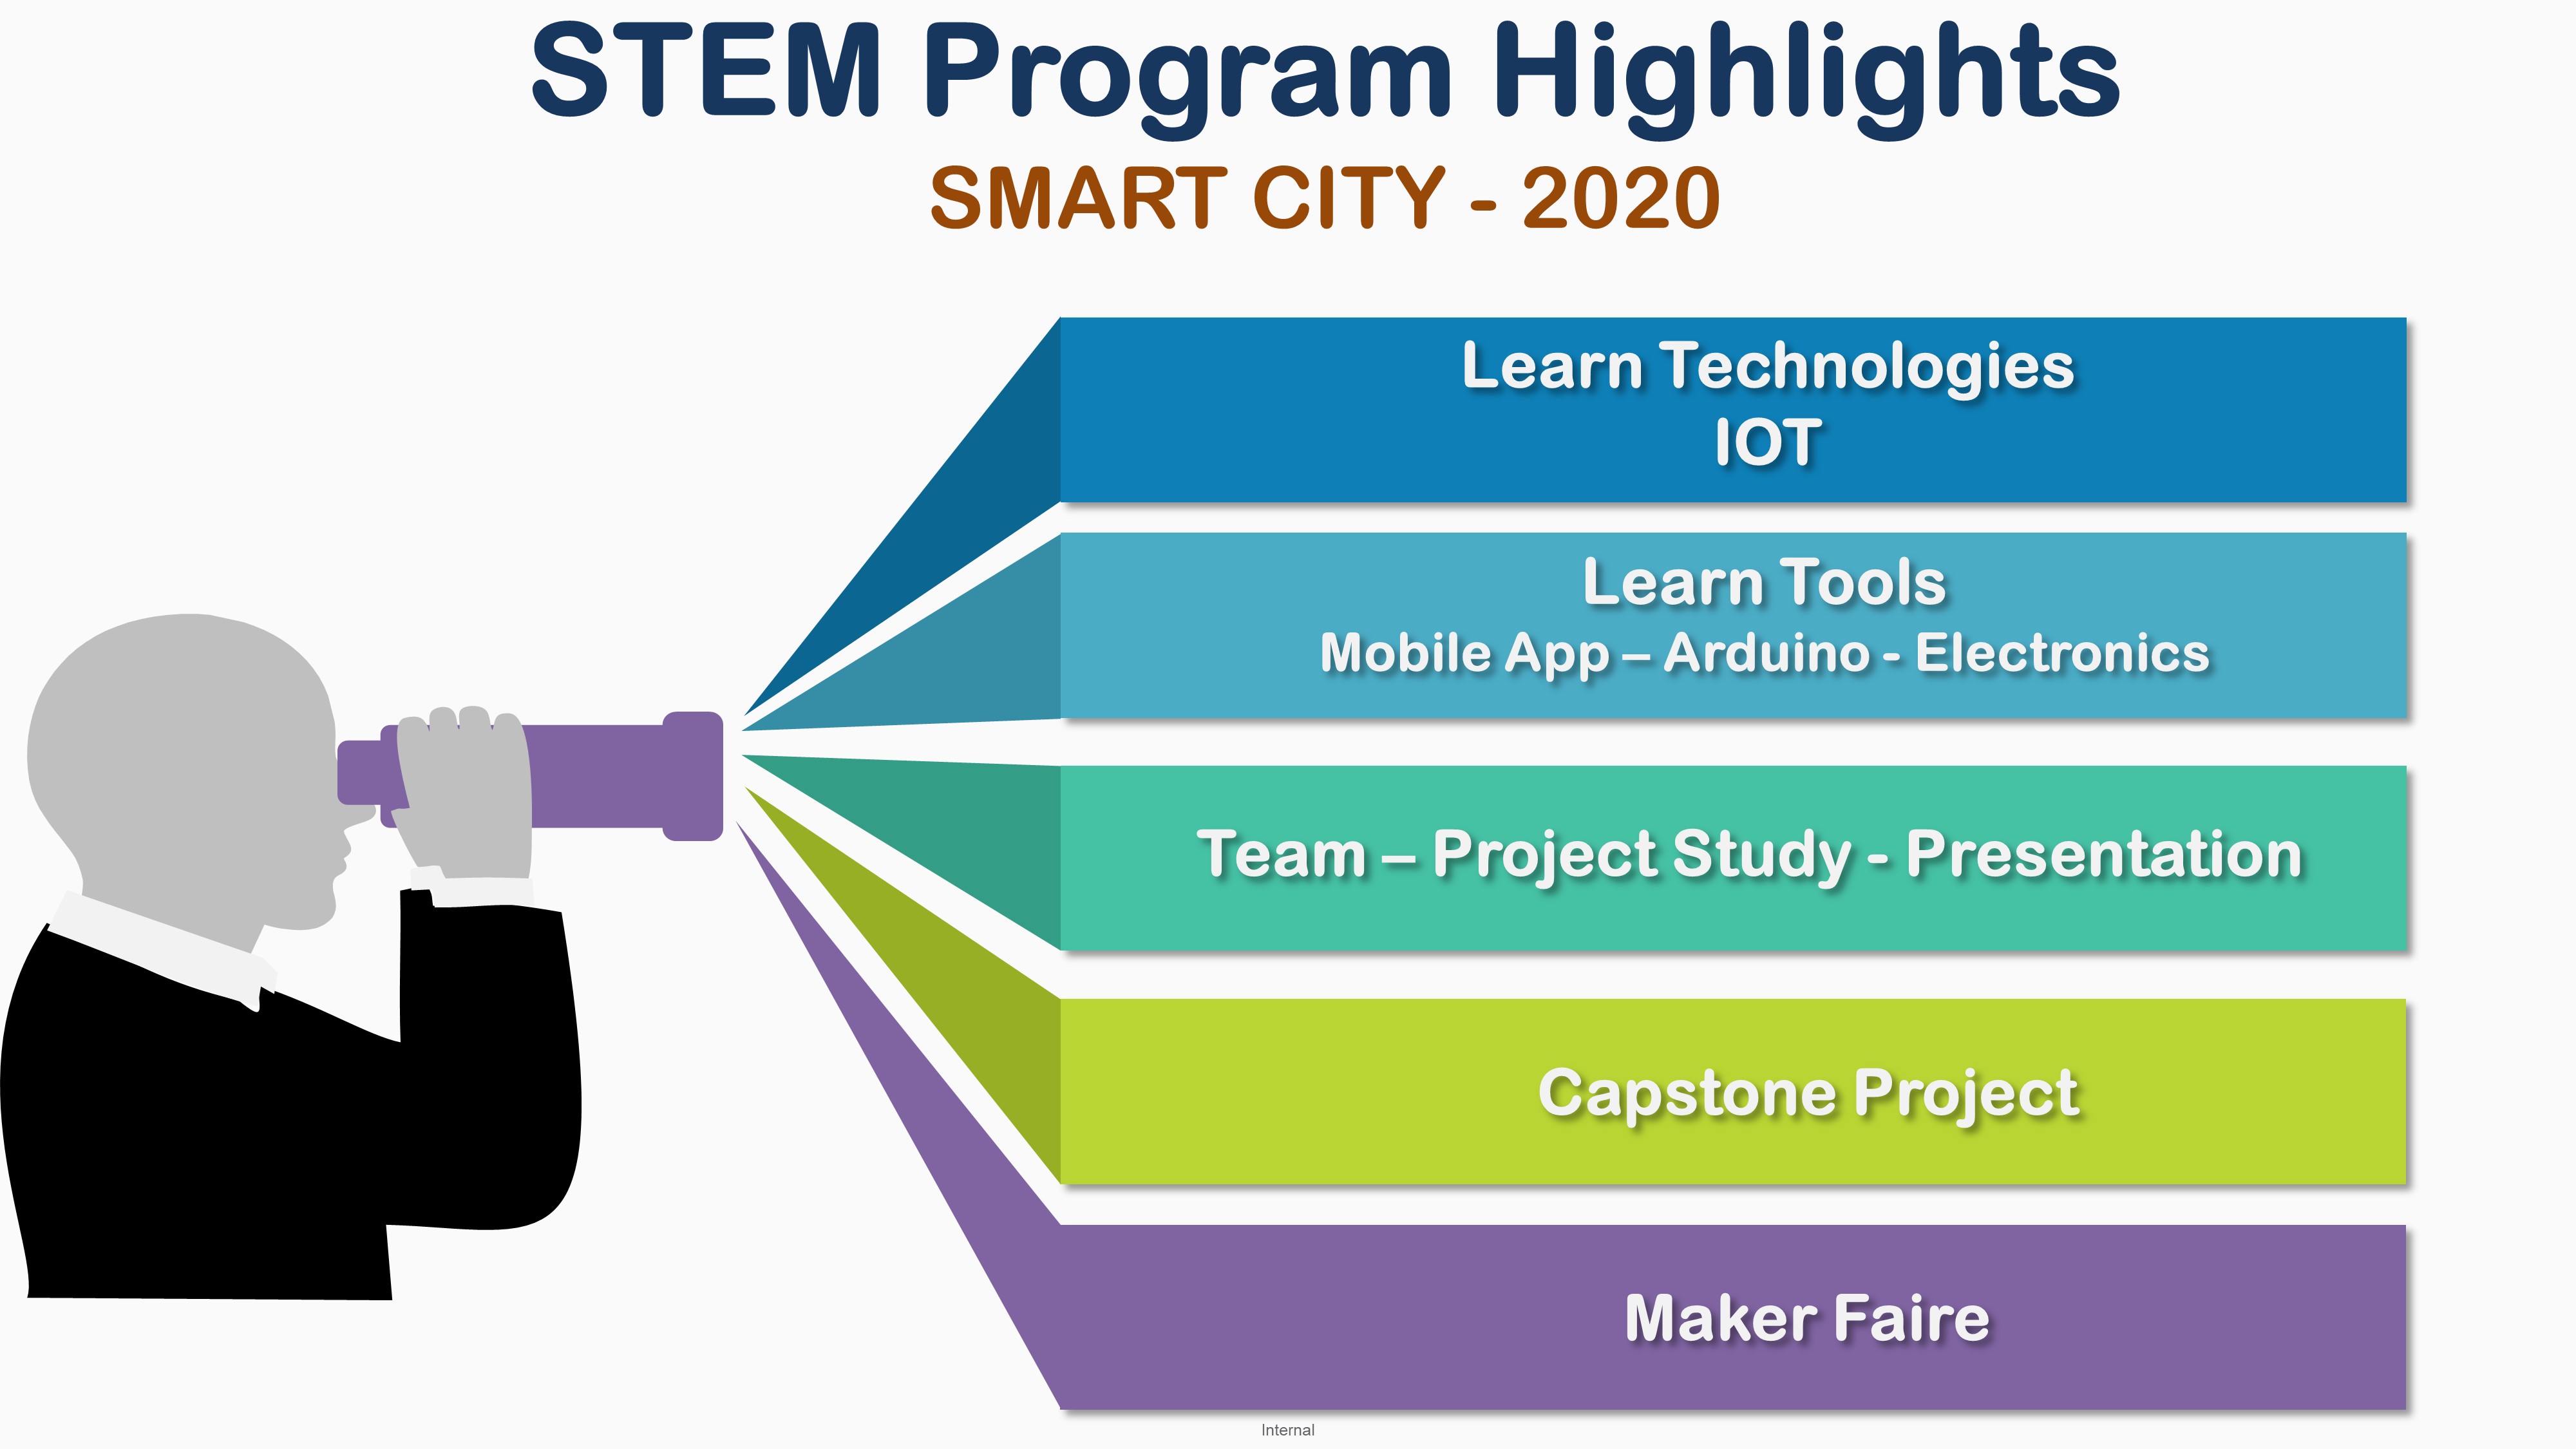 STEM Program Highlights
SMART CITY - 2020
Learn Technologies
IOT
Learn Tools
Mobile App – Arduino - Electronics
Team – Project Study - Presentation
Capstone Project
Maker Faire
Internal